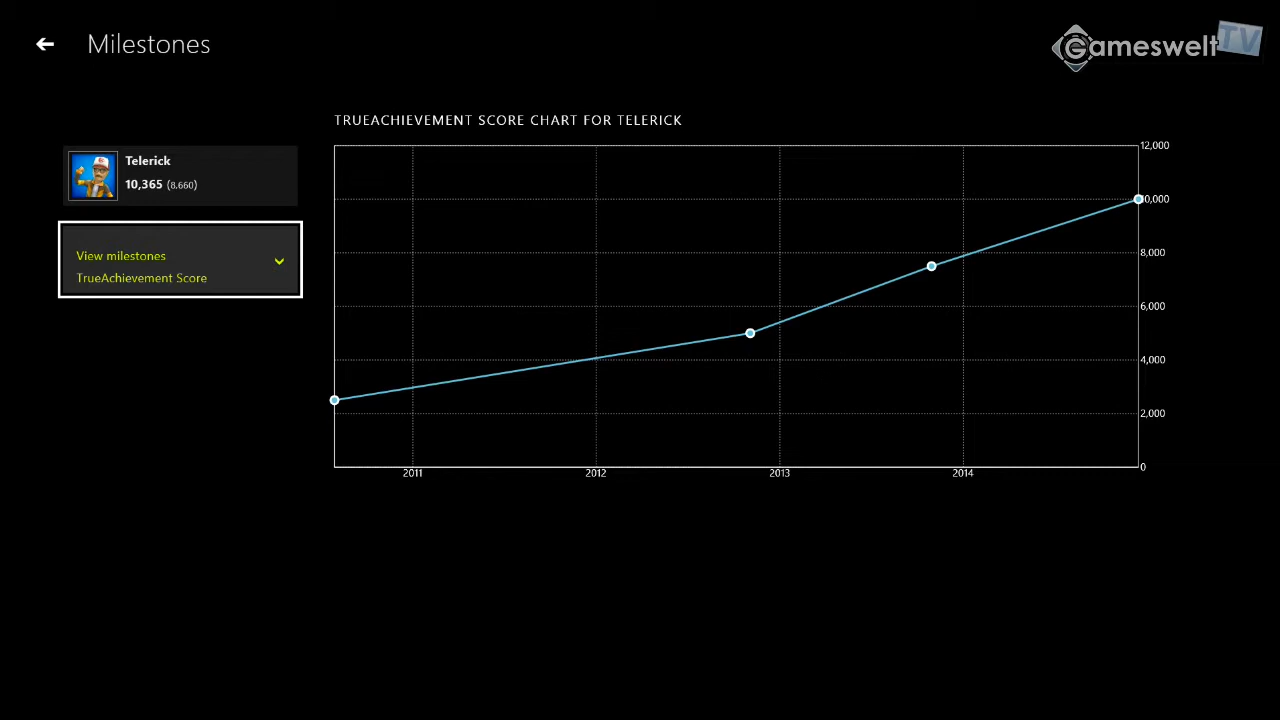 Milestones
Gameswelt TV
TRUEACHIEVEMENT SCORE CHART FOR TELERICK
Telerick
10,365 (8.660)
View milestones
TrueAchievement Score
12,000
10,000
8,000
6,000
4,000
2,000
0
2011 2012 2013 2014